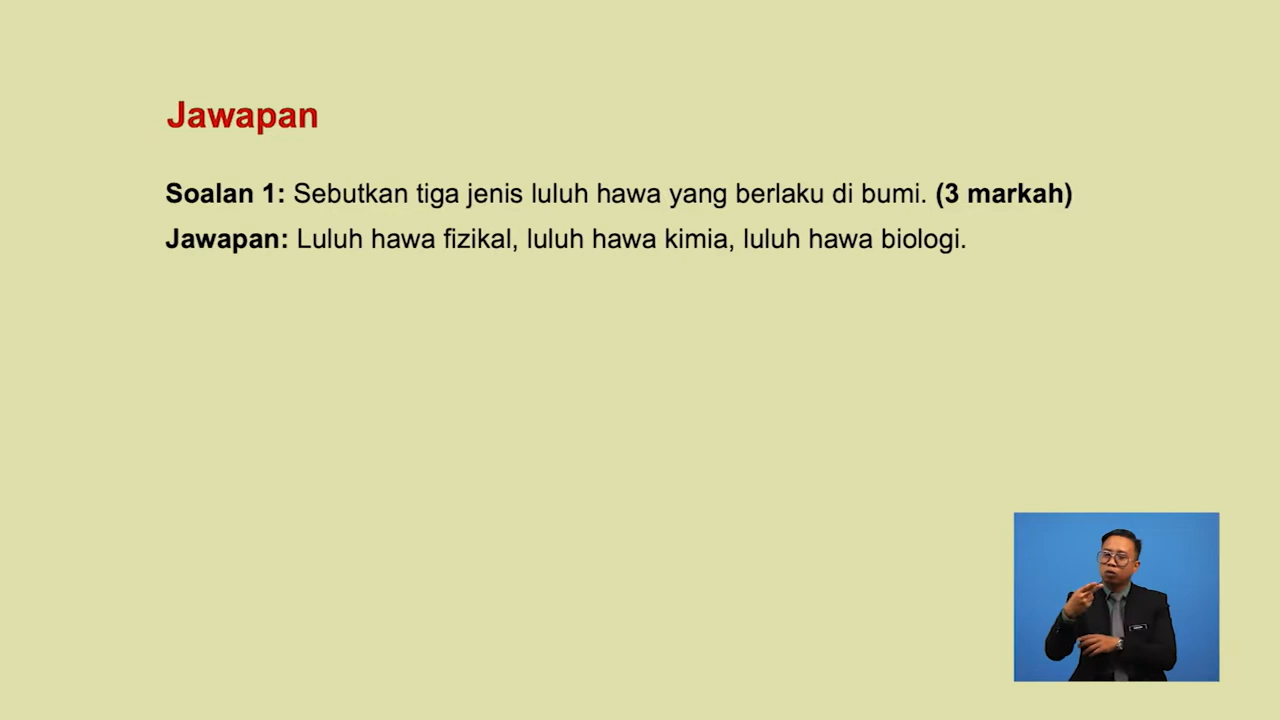 Jawapan
Soalan 1: Sebutkan tiga jenis luluh hawa yang berlaku di bumi. (3 markah)
Jawapan: Luluh hawa fizikal, luluh hawa kimia, luluh hawa biologi.